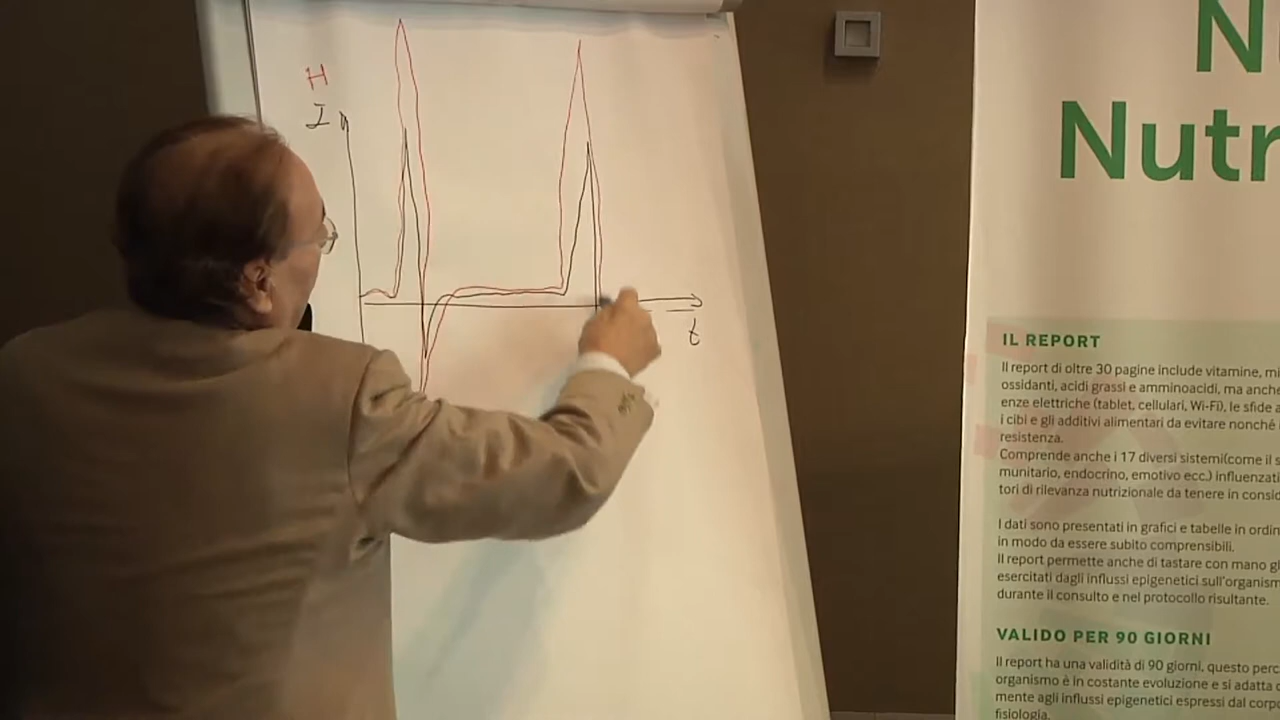 H
I
t
N
Nutr
IL REPORT
Il report di oltre 30 pagine include vitamine, mi
ossidanti, acidi grassi e amminoacidi, ma anche
enze elettriche (tablet, cellulari, Wi-Fi), le sfide a
i cibi e gli additivi alimentari da evitare nonché
resistenza.
Comprende anche i 17 diversi sistemi(come il s
munitario, endocrino, emotivo ecc.) influenzati
tori di rilevanza nutrizionale da tenere in consid
I dati sono presentati in grafici e tabelle in ordin
in modo da essere subito comprensibili.
Il report permette anche di tastare con mano gl
esercitati dagli influssi epigenetici sull'organism
durante il consulto e nel protocollo risultante.
VALIDO PER 90 GIORNI
Il report ha una validità di 90 giorni, questo perc
organismo è in costante evoluzione e si adatta c
mente agli influssi epigenetici espressi dal corp
fisiologia.